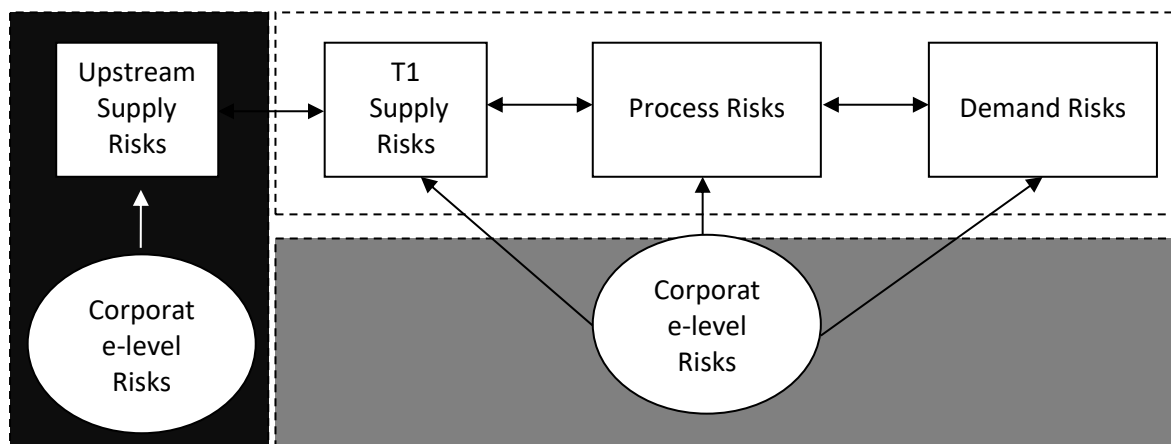 Upstream
Supply
Risks
T1
Supply
Risks
Process Risks
Demand Risks
Corporat
e-level
Risks
Corporat
e-level
Risks